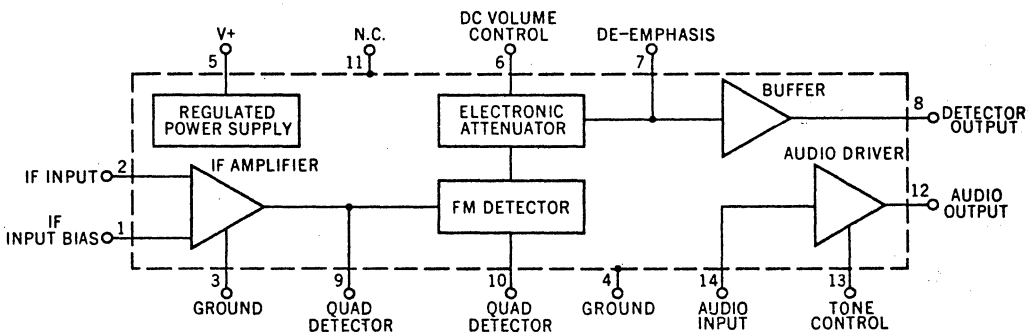 V+
N.C.
DC VOLUME
CONTROL
DE-EMPHASIS
5
11
6
7
REGULATED
POWER SUPPLY
ELECTRONIC
ATTENUATOR
BUFFER
8
DETECTOR
OUTPUT
IF INPUT
2
IF AMPLIFIER
AUDIO DRIVER
IF
INPUT BIAS
1
FM DETECTOR
12
AUDIO
OUTPUT
3
9
10
4
14
13
GROUND
QUAD
DETECTOR
QUAD
DETECTOR
GROUND
AUDIO
INPUT
TONE
CONTROL